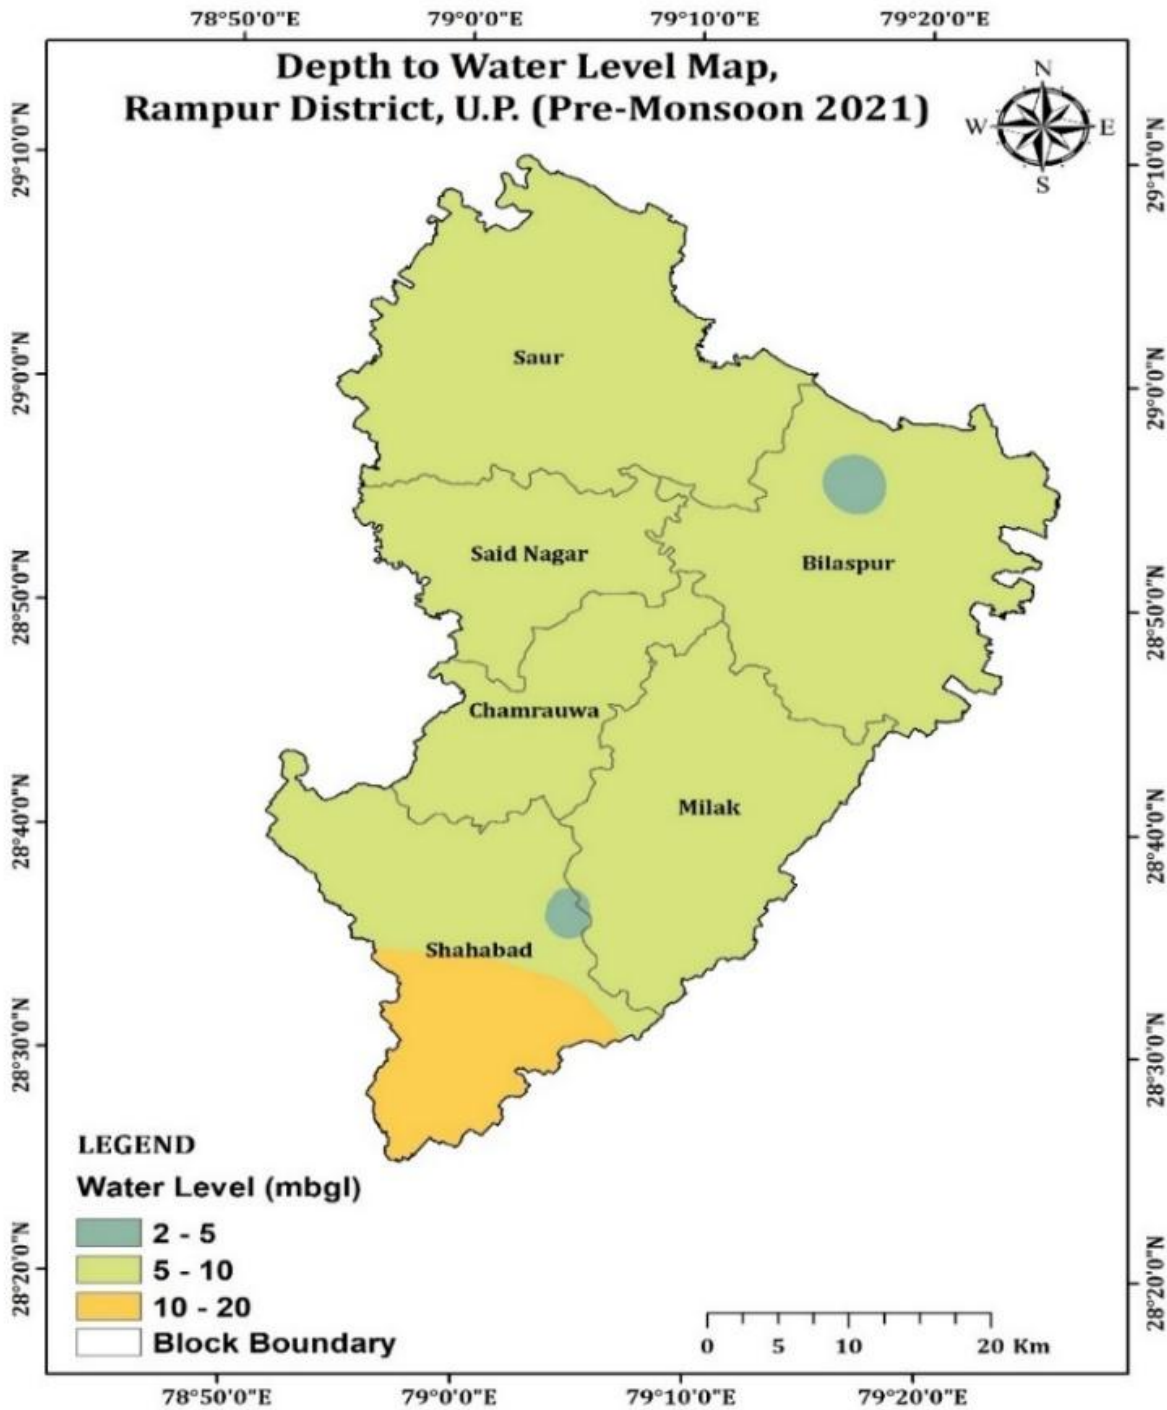 78°50'0"E 79°0'0"E 79°10'0"E 79°20'0"E
Depth to Water Level Map,
Rampur District, U.P. (Pre-Monsoon 2021)
N
W E
S
29°10'0"N 29°10'0"N
Saur
29°0'0"N 29°0'0"N
Said Nagar
Bilaspur
28°50'0"N 28°50'0"N
Chamrauwa
Milak
28°40'0"N 28°40'0"N
Shahabad
28°30'0"N 28°30'0"N
LEGEND
Water Level (mbgl)
2 - 5
5 - 10
10 - 20
Block Boundary
28°20'0"N 28°20'0"N
0 5 10 20 Km
78°50'0"E 79°0'0"E 79°10'0"E 79°20'0"E